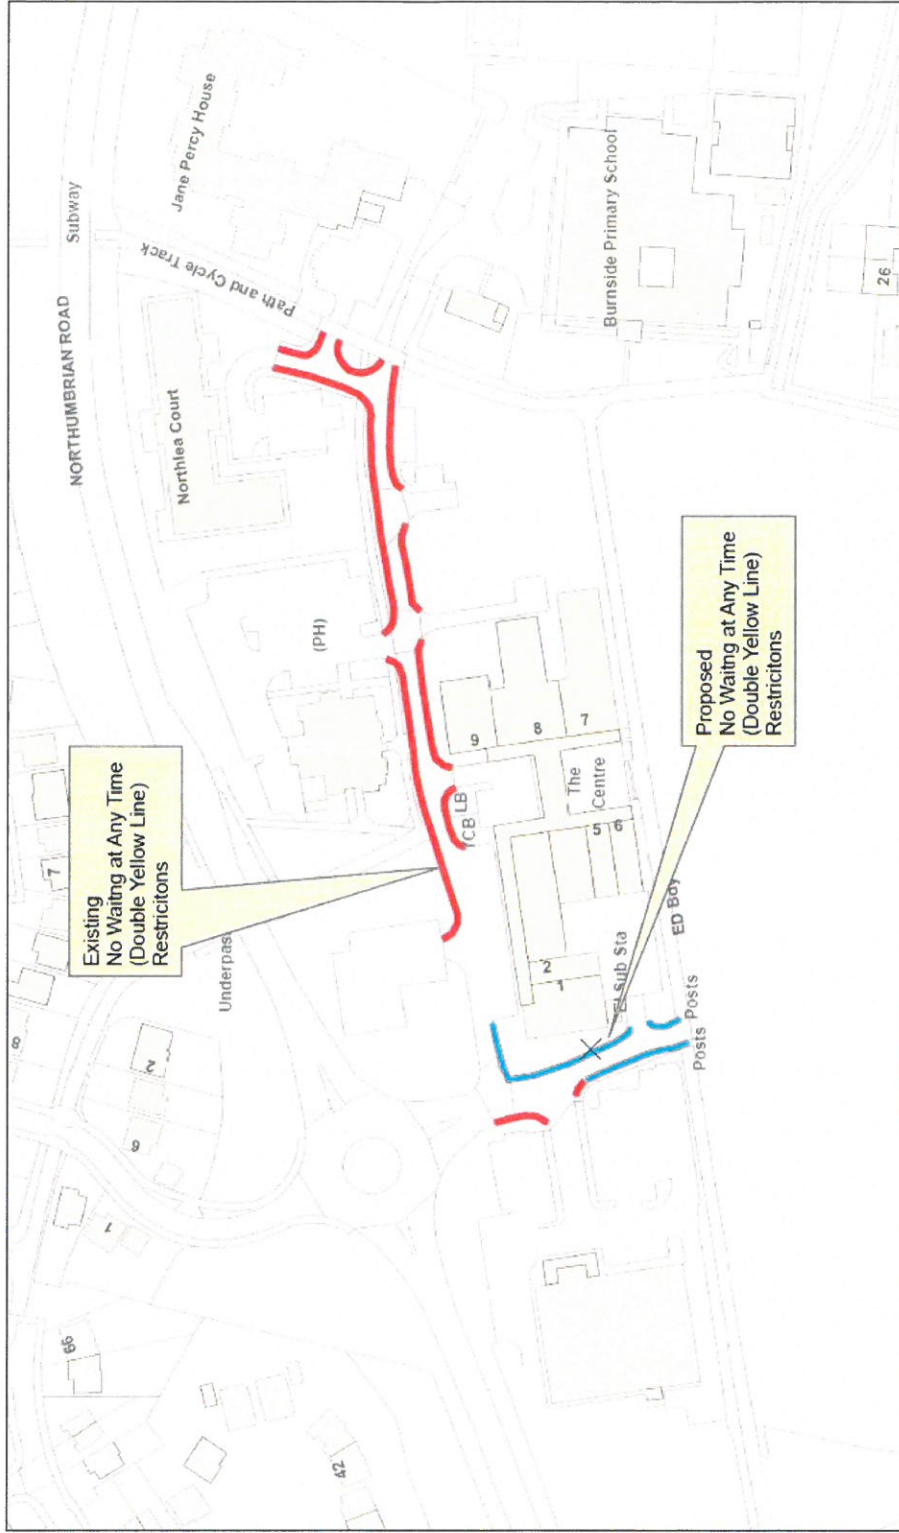 NORTHUMBRIAN ROAD
Subway
Jane Percy House
Path and Cycle Track
Northlea Court
Burnside Primary School
26
(PH)
Existing
No Waitng at Any Time
(Double Yellow Line)
Restricitons
Proposed
No Waitng at Any Time
(Double Yellow Line)
Restricitons
7
8
2
6
1
66
42
LB
TCB
9
8
7
The
Centre
5
6
2
1
El Sub Sta
ED Bdy
Posts
Posts